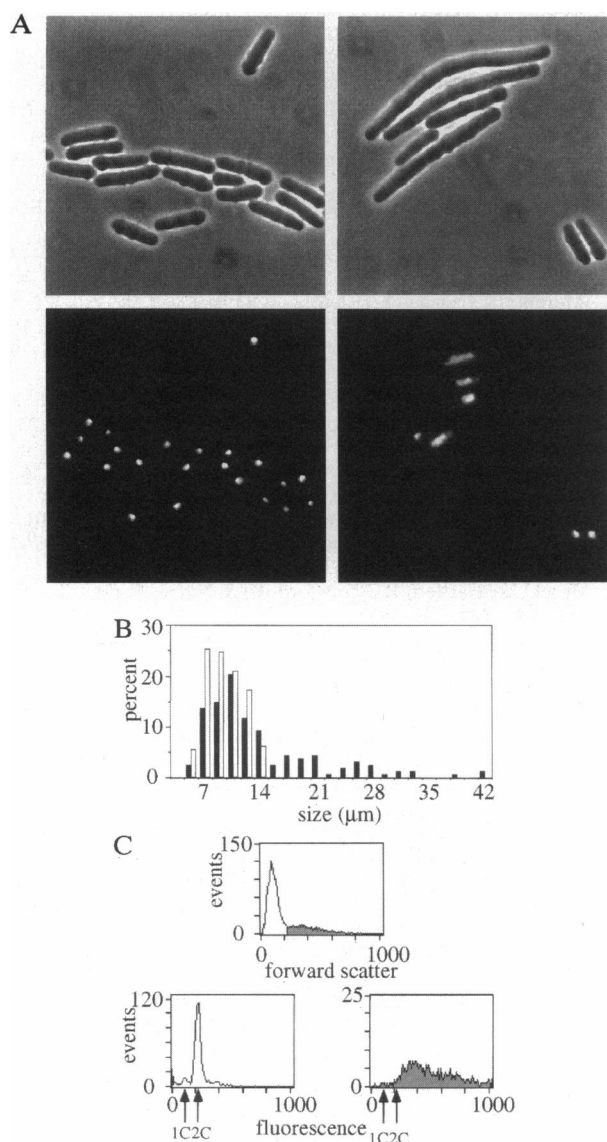 A
B
30
20
10
0
percent
7 14 21 28 35 42
size (µm)
C
150
events
0
0 1000
forward scatter
120 25
events
0 0
0 1000 0 1000
1C2C fluorescence 1C2C